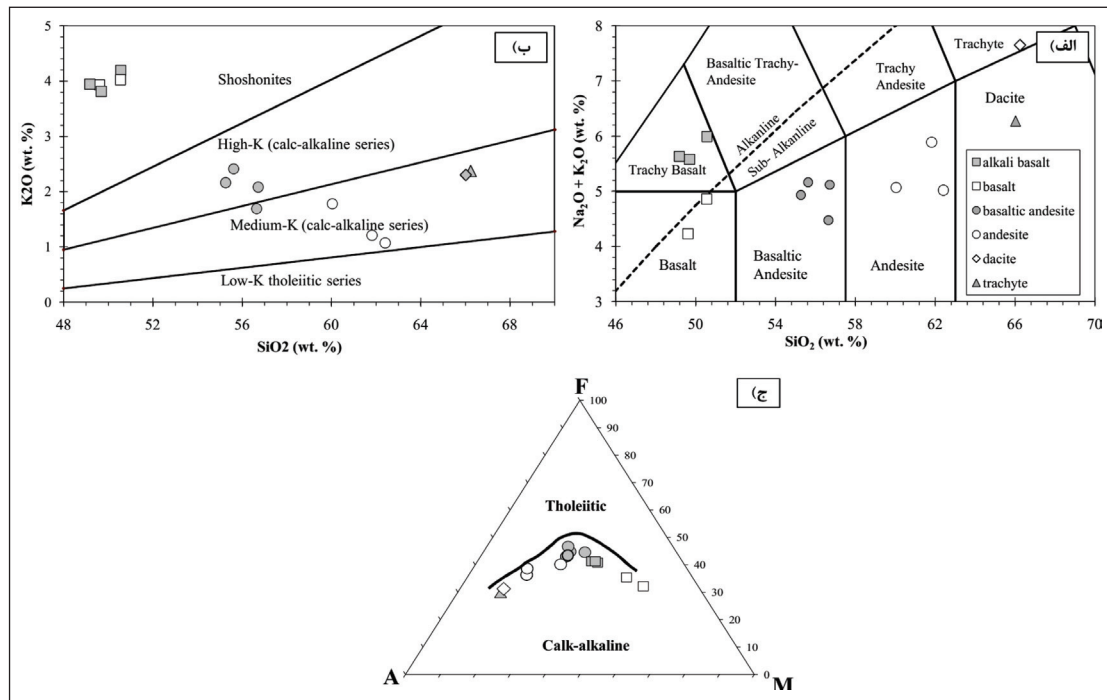 ب)
K2O (wt. %)
5
4
3
2
1
0
Shoshonites
High-K (calc-alkaline series)
Medium-K (calc-alkaline series)
Low-K tholeiitic series
48 52 56 60 64 68
SiO2 (wt. %)
الف)
Na₂O + K₂O (wt. %)
8
7
6
5
4
3
Basaltic Trachy-
Andesite
Trachy
Andesite
Trachyte
Dacite
Alkanline
Sub- Alkanline
Trachy Basalt
Basalt
Basaltic
Andesite
Andesite
alkali basalt
basalt
basaltic andesite
andesite
dacite
trachyte
46 50 54 58 62 66 70
SiO₂ (wt. %)
ج)
F
100
90
80
70
60
50
40
30
20
10
0
Tholeiitic
Calk-alkaline
A
M